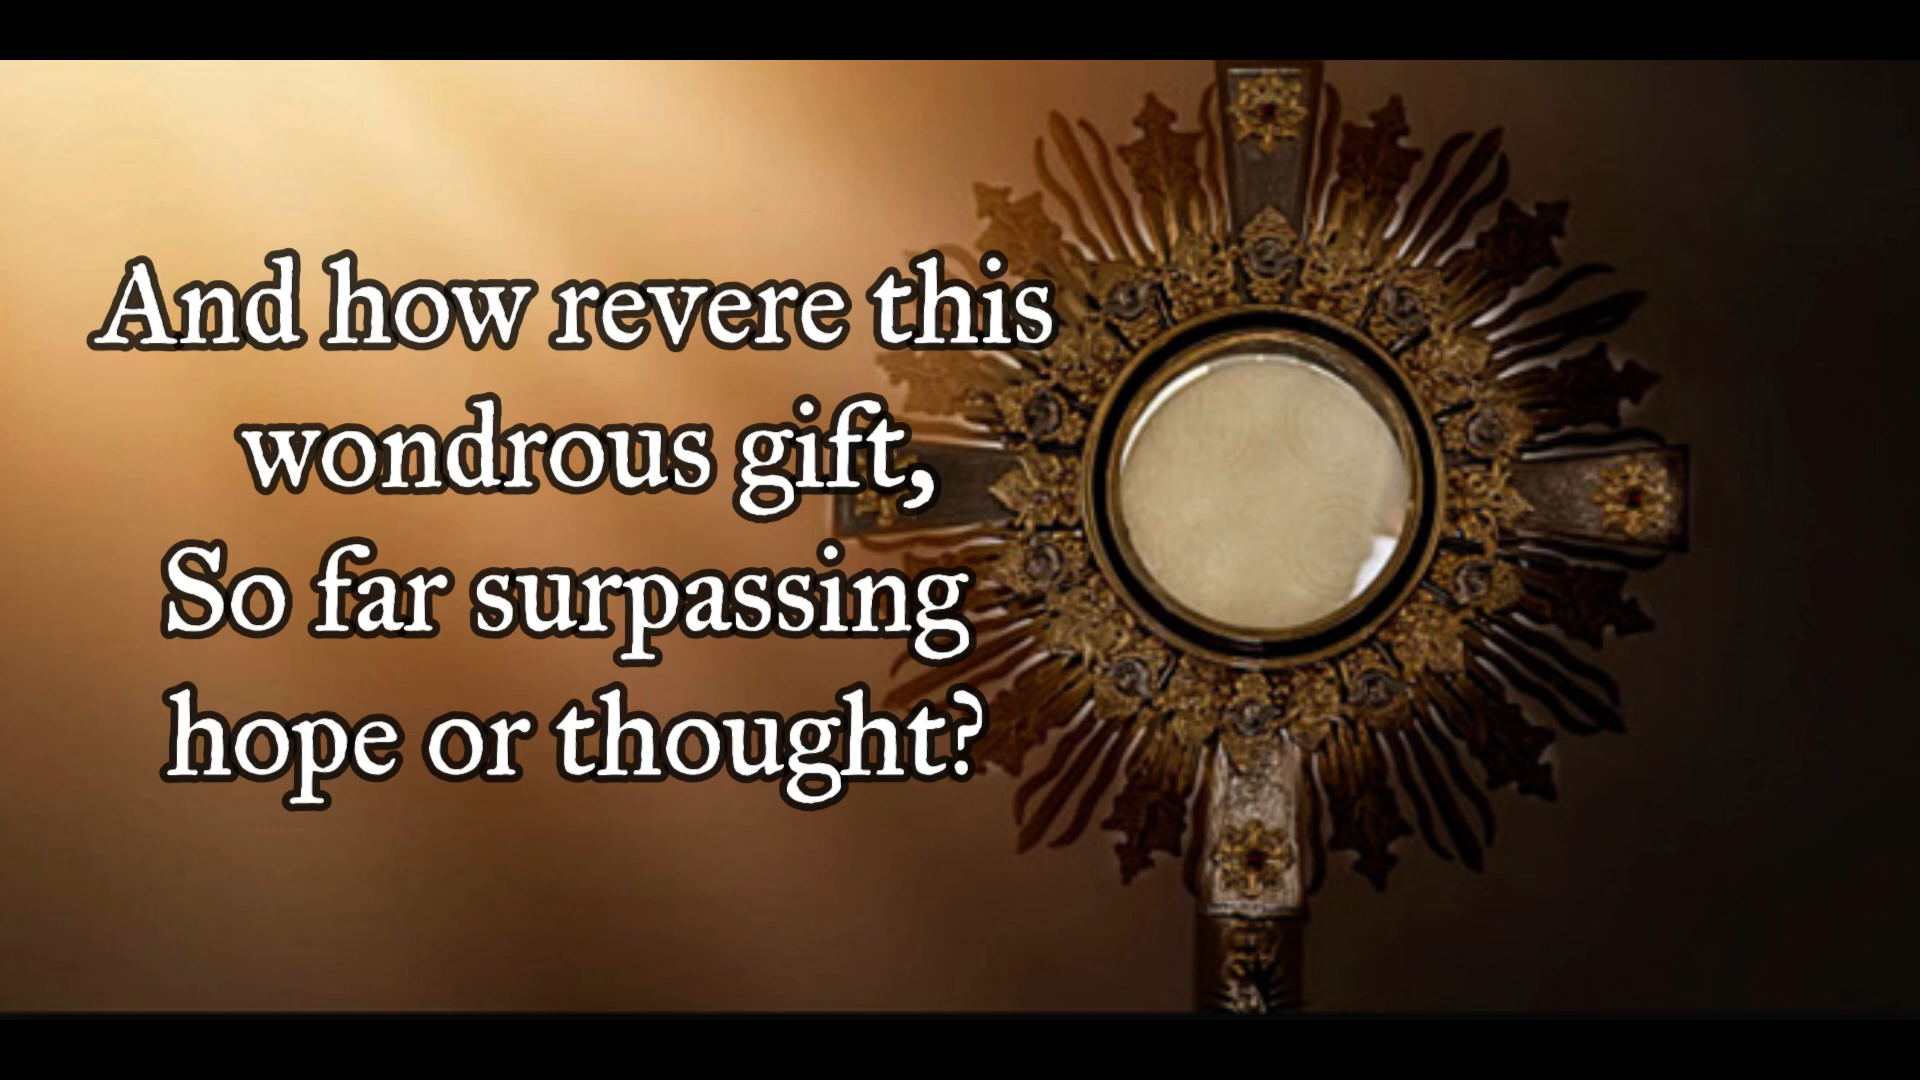 And how revere this
wondrous gift,
So far surpassing
hope or thought?